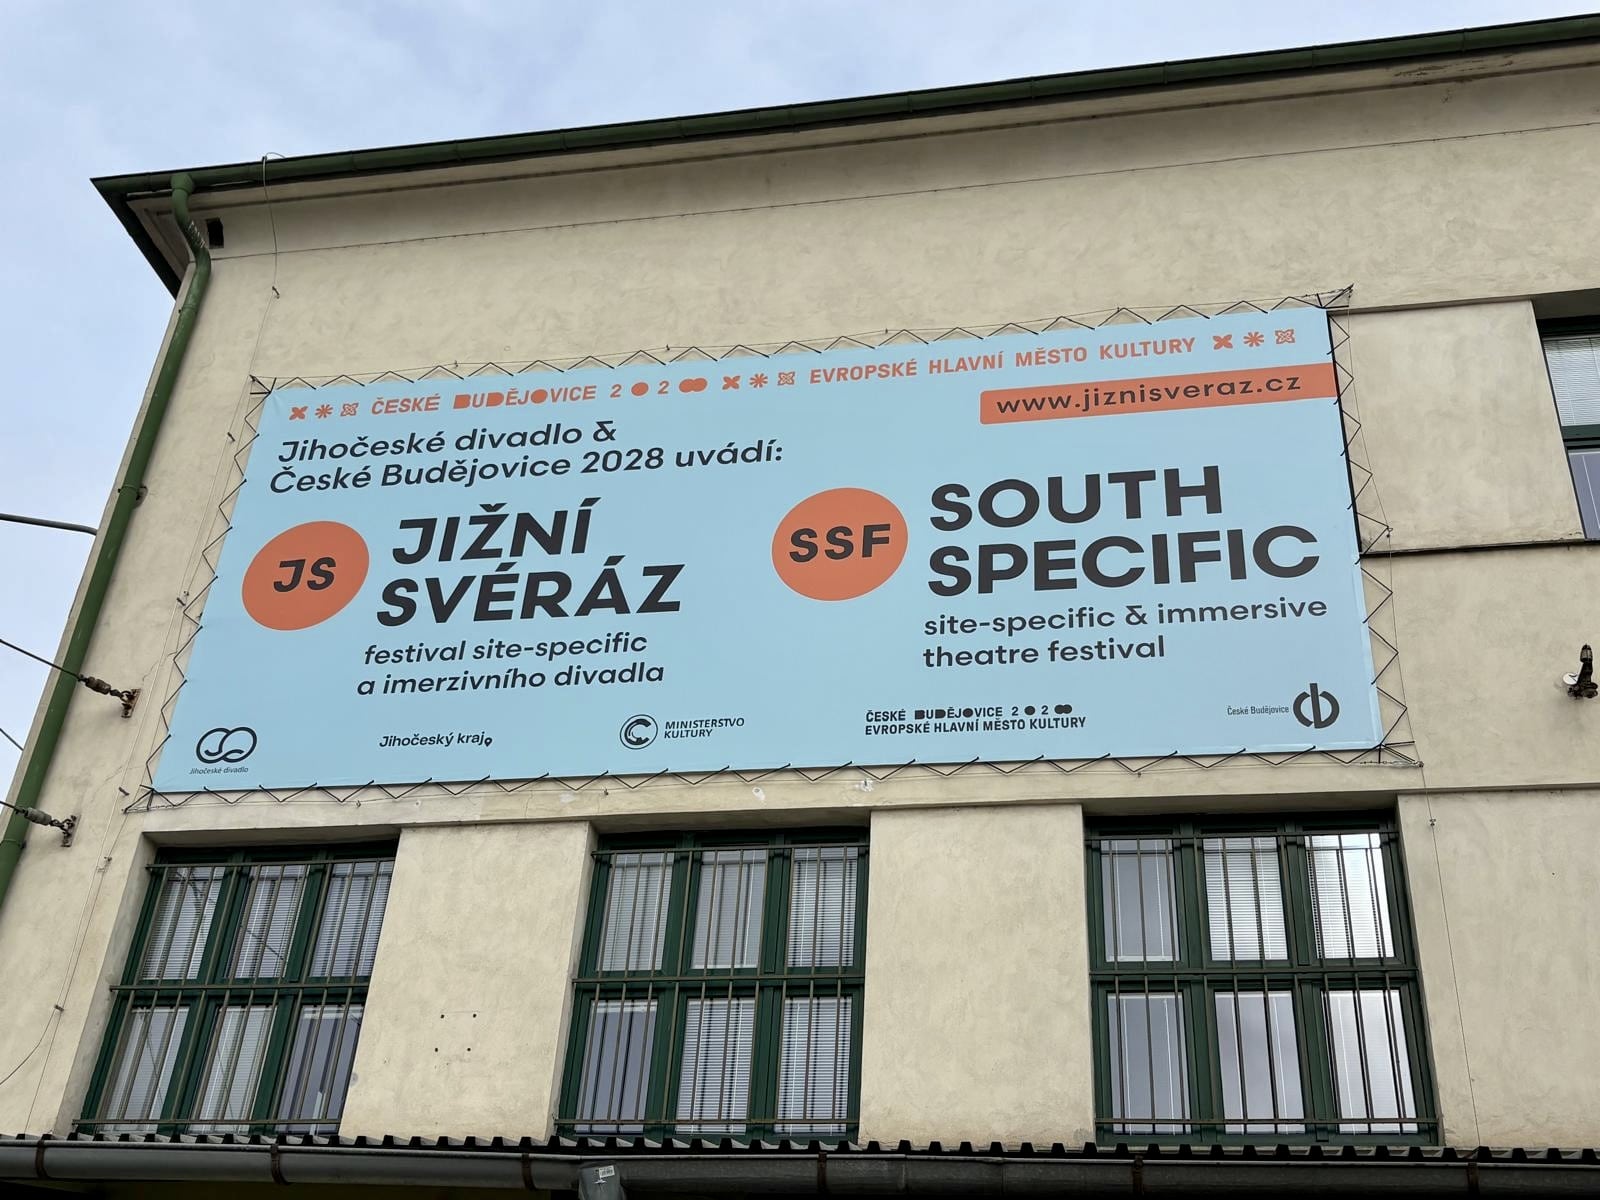 ČESKÉ BUDĚJOVICE 2028 EVROPSKÉ HLAVNÍ MĚSTO KULTURY
www.jiznisveraz.cz
Jihočeské divadlo &
České Budějovice 2028 uvádí:
JS
JIŽNÍ
SVÉRÁZ
festival site-specific
a imerzivního divadla
SSF
SOUTH
SPECIFIC
site-specific & immersive
theatre festival
Jihočeské divadlo
Jihočeský kraj
MINISTERSTVO
KULTURY
ČESKÉ BUDĚJOVICE 2028
EVROPSKÉ HLAVNÍ MĚSTO KULTURY
České Budějovice